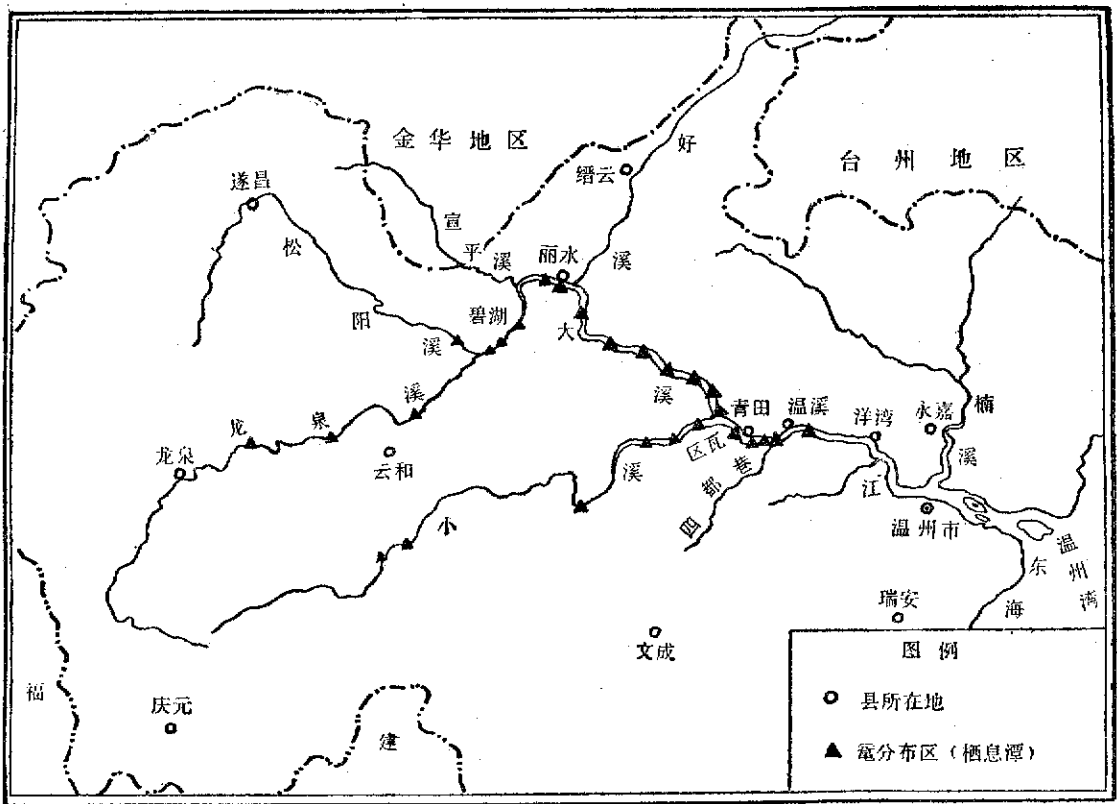 金华地区
台州地区
遂昌
缙云
好溪
宣平溪
丽水
松阳溪
碧湖
大溪
龙泉溪
龙泉
云和
青田
温溪
洋湾
永嘉
楠溪
瓯江
四都巷
小溪
温州市
温州湾
东海
瑞安
文成
庆元
福建
图例
县所在地
鼋分布区（栖息潭）